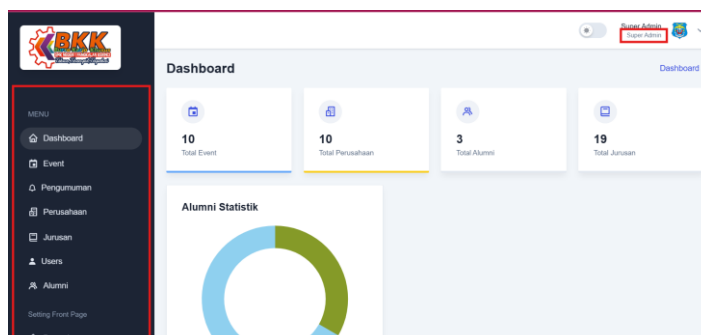 BKK
Super Admin
Super Admin
Dashboard
Dashboard
MENU
Dashboard
Event
Pengumuman
Perusahaan
Jurusan
Users
Alumni
Setting Front Page
10
Total Event
10
Total Perusahaan
3
Total Alumni
19
Total Jurusan
Alumni Statistik